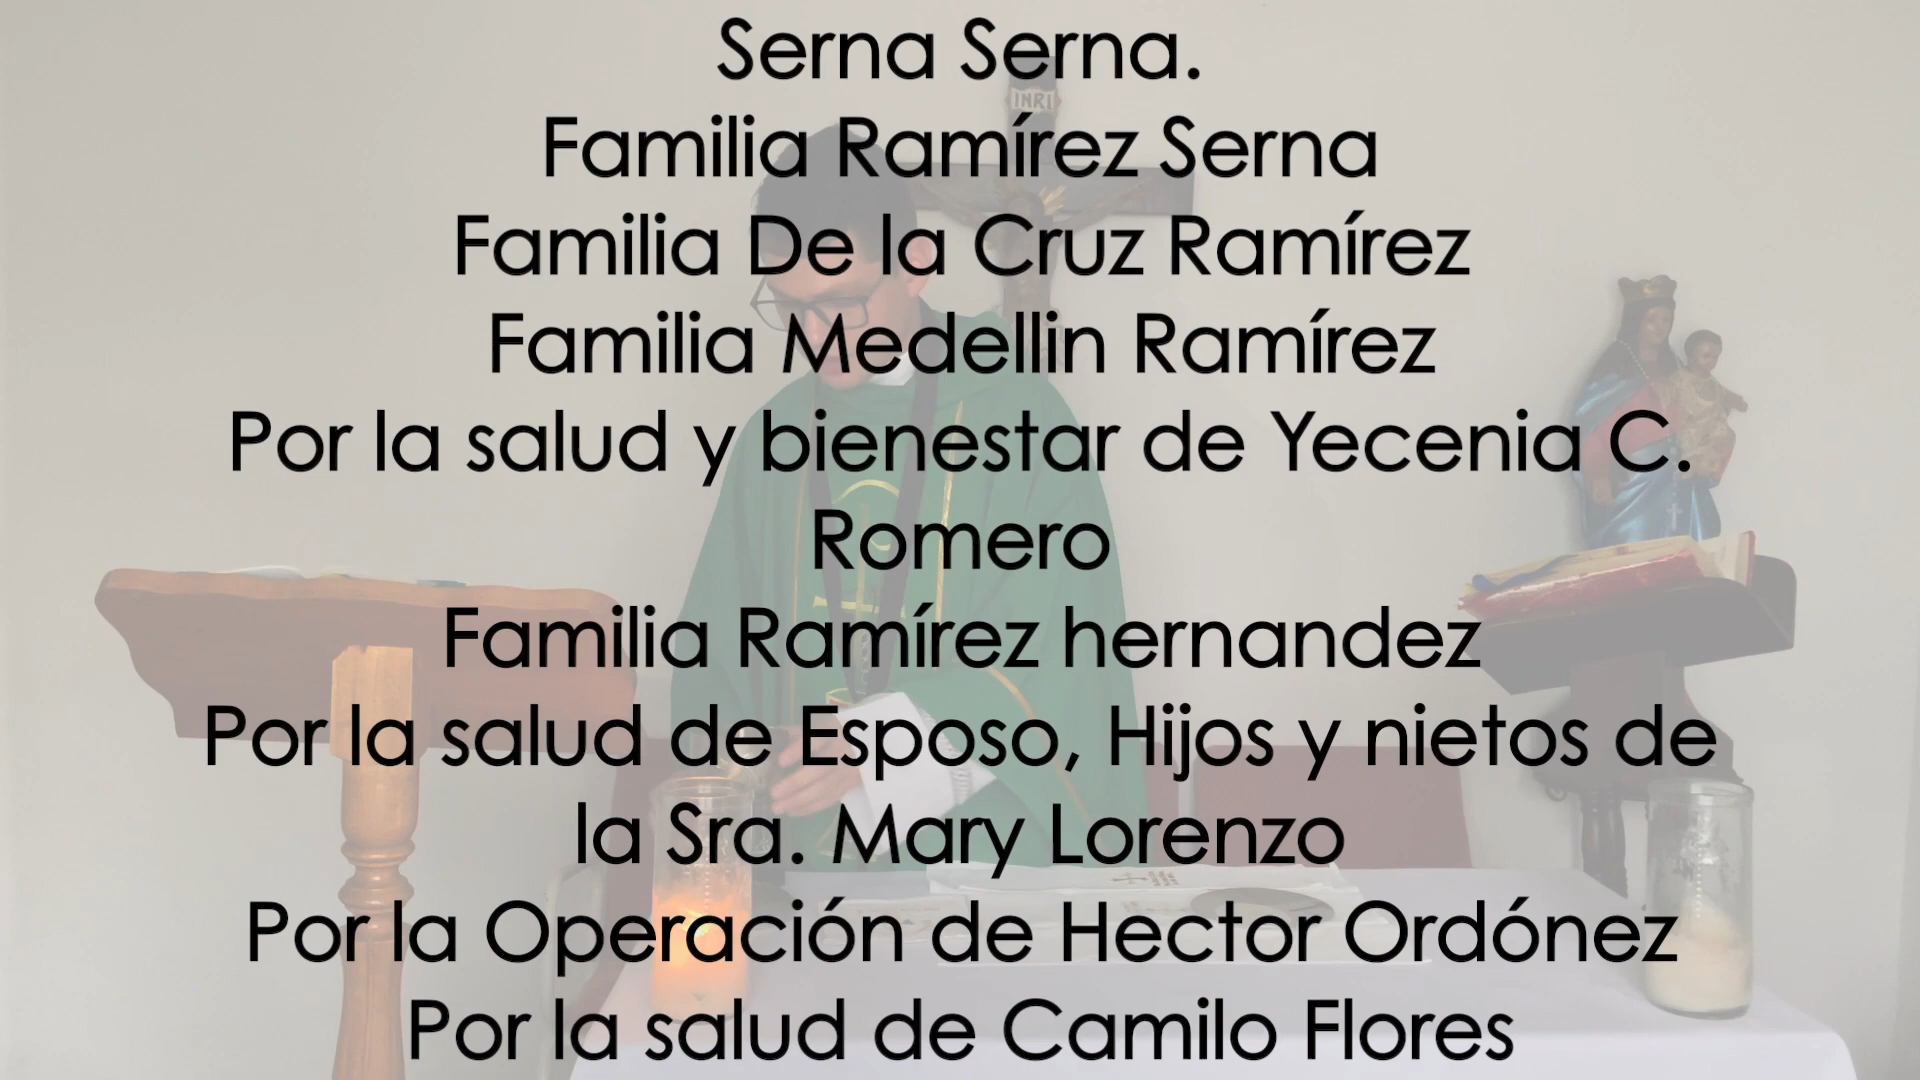 Serna Serna.
INRI
Familia Ramírez Serna
Familia De la Cruz Ramírez
Familia Medellin Ramírez
Por la salud y bienestar de Yecenia C.
Romero
Familia Ramírez hernandez
Por la salud de Esposo, Hijos y nietos de
la Sra. Mary Lorenzo
Por la Operación de Hector Ordónez
Por la salud de Camilo Flores